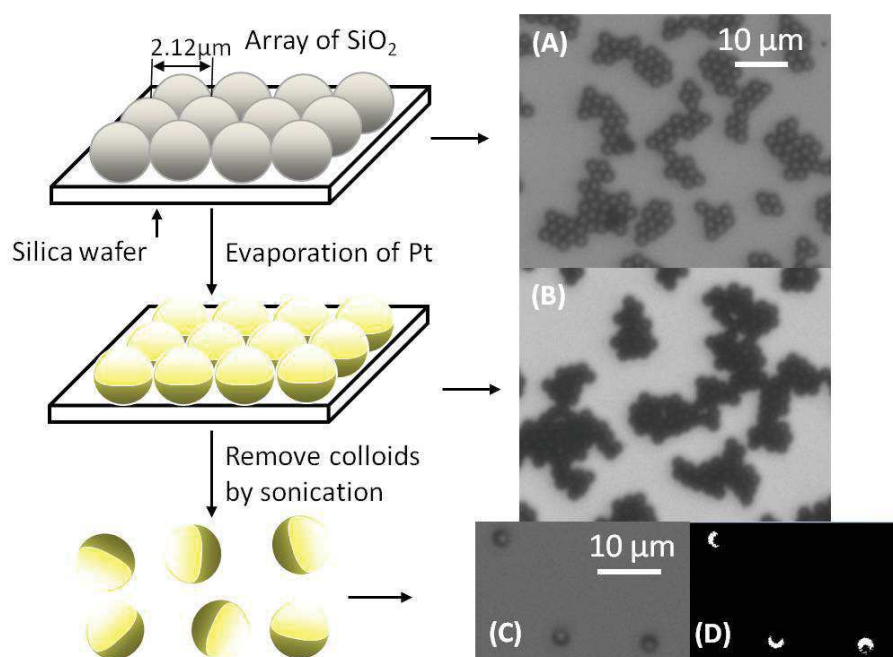 2.12µm
Array of SiO₂
Silica wafer
Evaporation of Pt
Remove colloids
by sonication
(A)
10 µm
(B)
10 µm
(C)
(D)